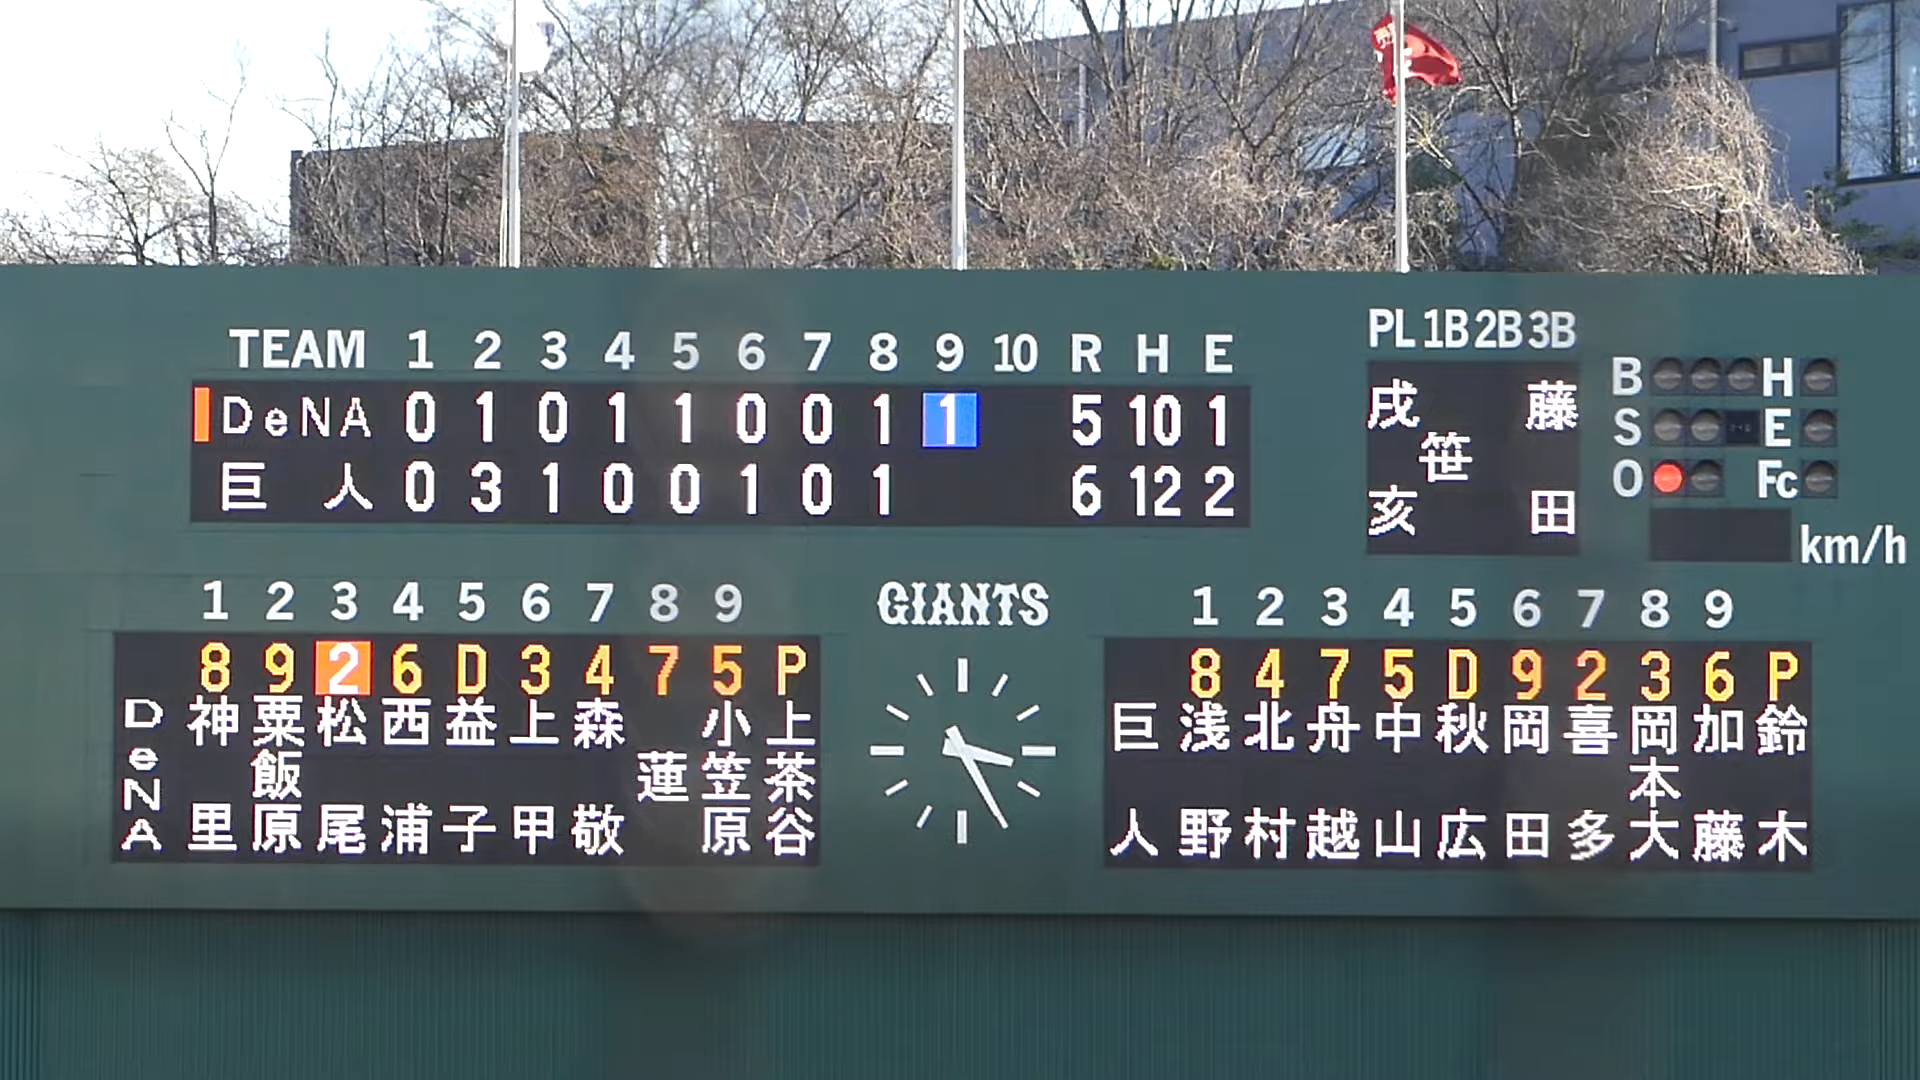 TEAM 1 2 3 4 5 6 7 8 9 10 R H E
DeNA 0 1 0 1 1 0 0 1 1 5 10 1
巨人 0 3 1 0 0 1 0 1 6 12 2
PL 1B 2B 3B
戌亥 笹 藤田
B H
S E
O Fc
km/h
1 2 3 4 5 6 7 8 9
8 9 2 6 D 3 4 7 5 P
DeNA
神里
粟飯原
松尾
西浦
益子
上甲
森敬
蓮
小笠原
上茶谷
GIANTS
1 2 3 4 5 6 7 8 9
8 4 7 5 D 9 2 3 6 P
巨人
浅野
北村
舟越
中山
秋広
岡田
喜多
岡本大
加藤
鈴木